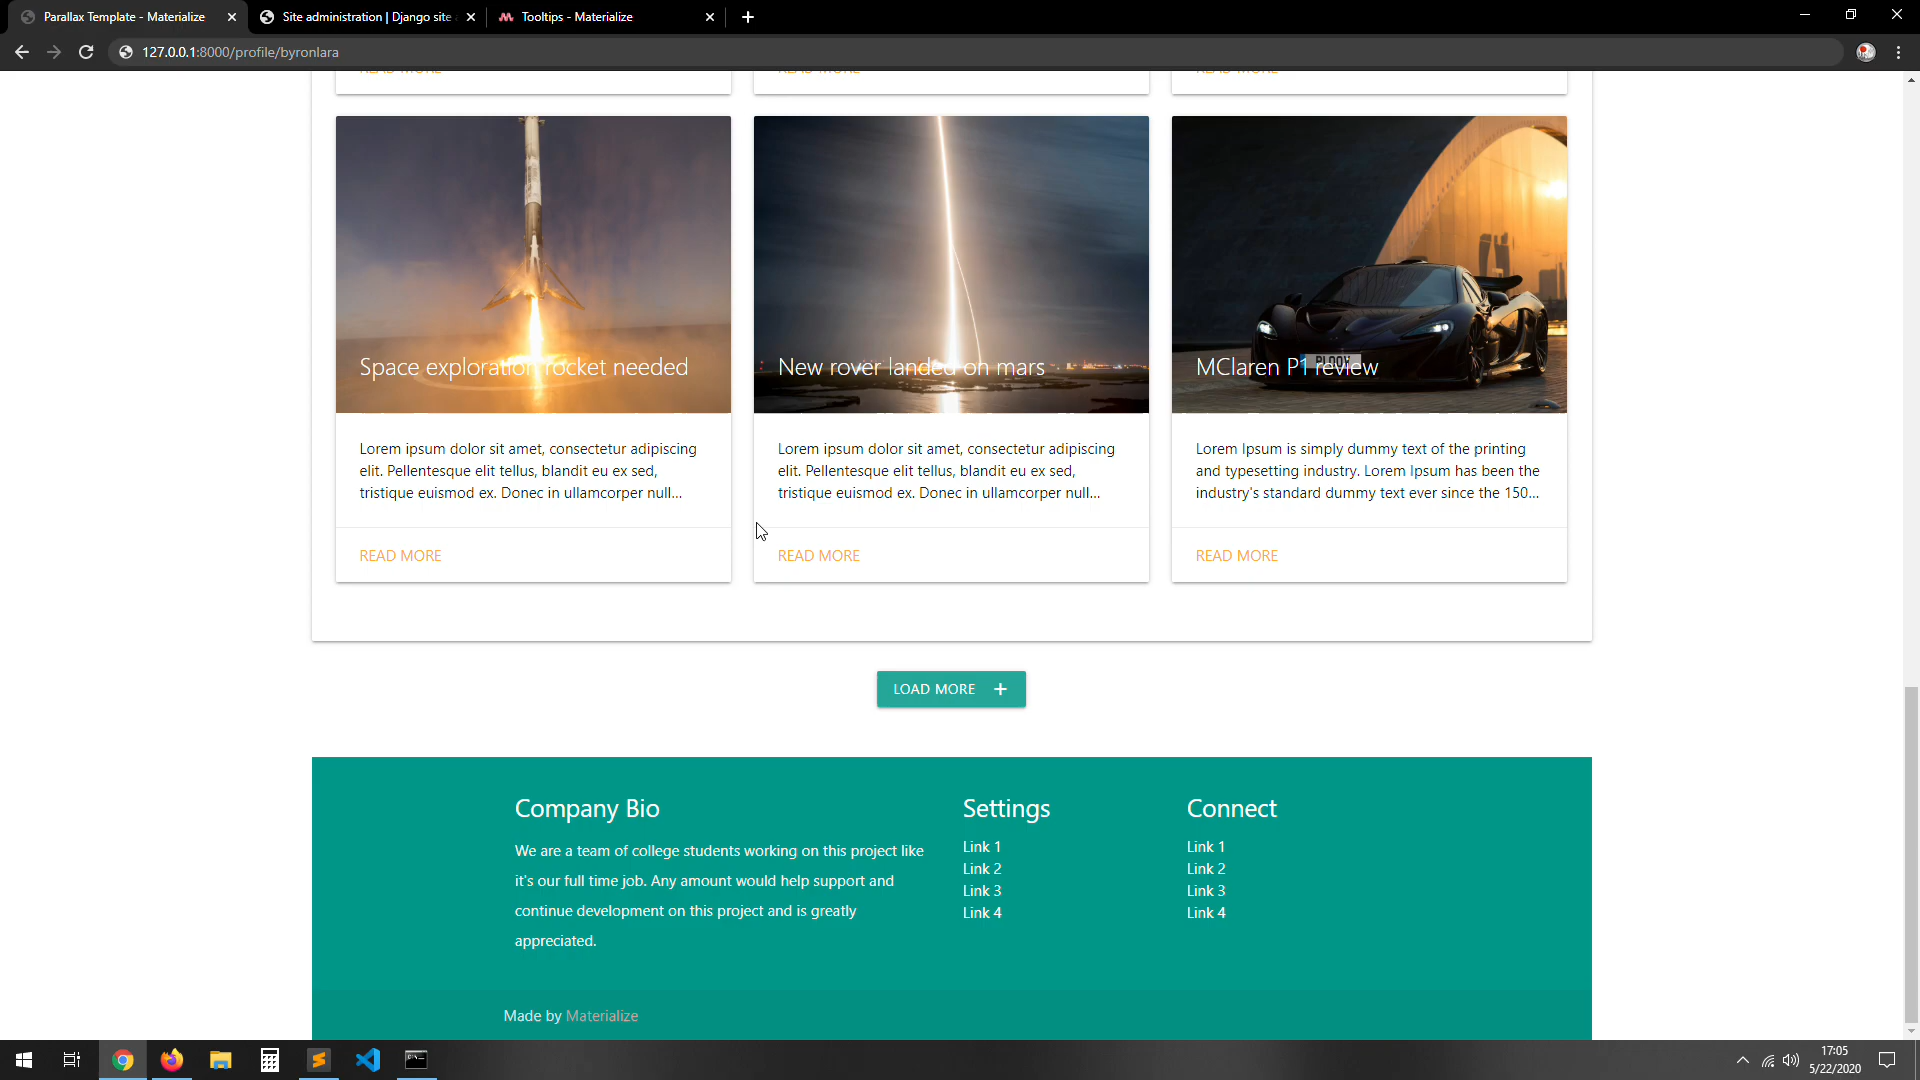 Parallax Template - Materialize
Site administration | Django site a
Tooltips - Materialize
127.0.0.1:8000/profile/byronlara
READ MORE
READ MORE
READ MORE
Space exploration rocket needed
New rover landed on mars
MClaren P1 review
Lorem ipsum dolor sit amet, consectetur adipiscing
elit. Pellentesque elit tellus, blandit eu ex sed,
tristique euismod ex. Donec in ullamcorper null...
Lorem ipsum dolor sit amet, consectetur adipiscing
elit. Pellentesque elit tellus, blandit eu ex sed,
tristique euismod ex. Donec in ullamcorper null...
Lorem Ipsum is simply dummy text of the printing
and typesetting industry. Lorem Ipsum has been the
industry's standard dummy text ever since the 150...
READ MORE
READ MORE
READ MORE
LOAD MORE +
Company Bio
We are a team of college students working on this project like
it's our full time job. Any amount would help support and
continue development on this project and is greatly
appreciated.
Settings
Link 1
Link 2
Link 3
Link 4
Connect
Link 1
Link 2
Link 3
Link 4
Made by Materialize
17:05
5/22/2020